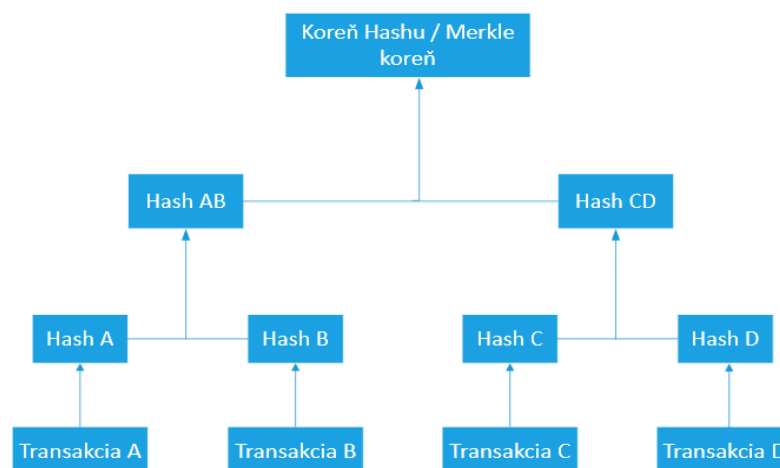 Koreň Hashu / Merkle
koreň
Hash AB
Hash CD
Hash A
Hash B
Hash C
Hash D
Transakcia A
Transakcia B
Transakcia C
Transakcia D